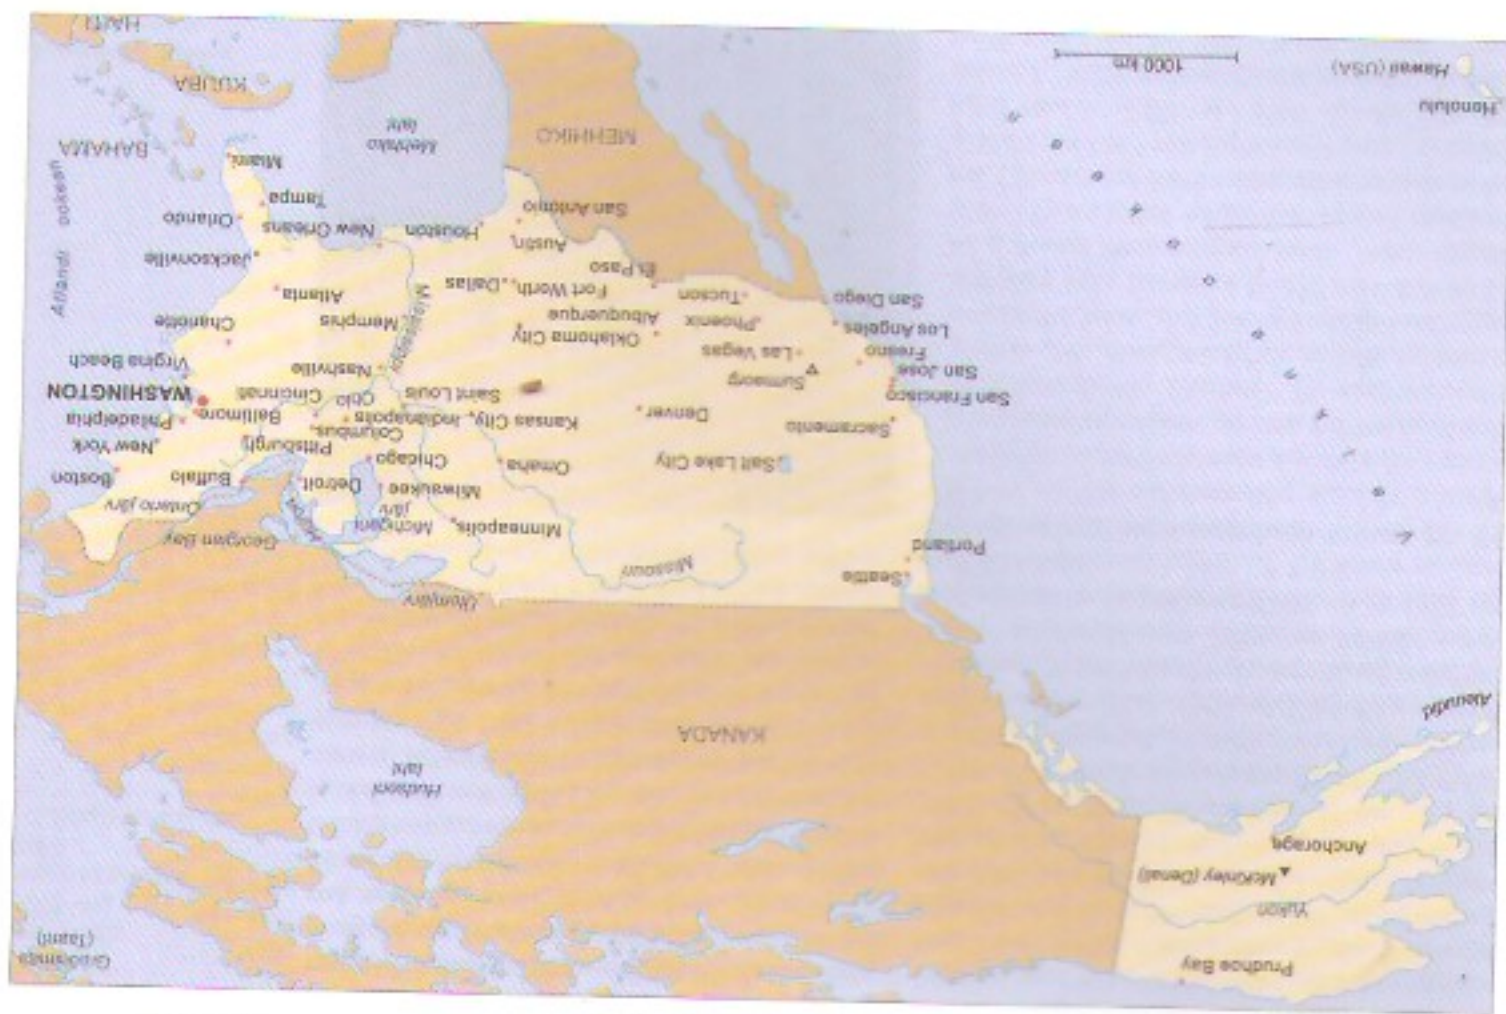 Gröönimaa
(Taani)
Prudhoe Bay
Yukon
McKinley (Denali)
Anchorage
Aleuudid
Hudsoni
laht
KANADA
Ülemjärv
Seattle
Portland
Missouri
Minneapolis
Michigani
järv
Huron
Georgian Bay
Ontario järv
Milwaukee
Detroit
Buffalo
Boston
Salt Lake City
Omaha
Chicago
Pittsburgh
New York
Sacramento
Denver
Kansas City
Indianapolis
Columbus
Baltimore
Philadelphia
San Francisco
Saint Louis
Ohio
Cincinnati
WASHINGTON
San Jose
Surmaorg
Fresno
Las Vegas
Nashville
Virginia Beach
Los Angeles
Phoenix
Oklahoma City
Albuquerque
Memphis
Mississippi
Charlotte
San Diego
Tucson
Fort Worth
Dallas
Atlanta
El Paso
Jacksonville
Austin
Houston
New Orleans
Orlando
San Antonio
Tampa
Atlandi ookean
Miami
MEHHIKO
Mehhiko
laht
BAHAMA
Honolulu
Hawaii (USA)
1000 km
KUUBA
HAITI